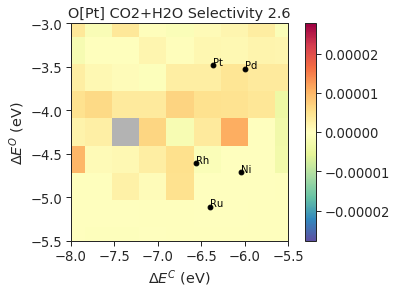 O[Pt] CO2+H2O Selectivity 2.6
−3.0
−3.5
−4.0
−4.5
−5.0
−5.5
ΔE^O (eV)
Pt
Pd
Rh
Ni
Ru
−8.0 −7.5 −7.0 −6.5 −6.0 −5.5
ΔE^C (eV)
0.00002
0.00001
0.00000
−0.00001
−0.00002